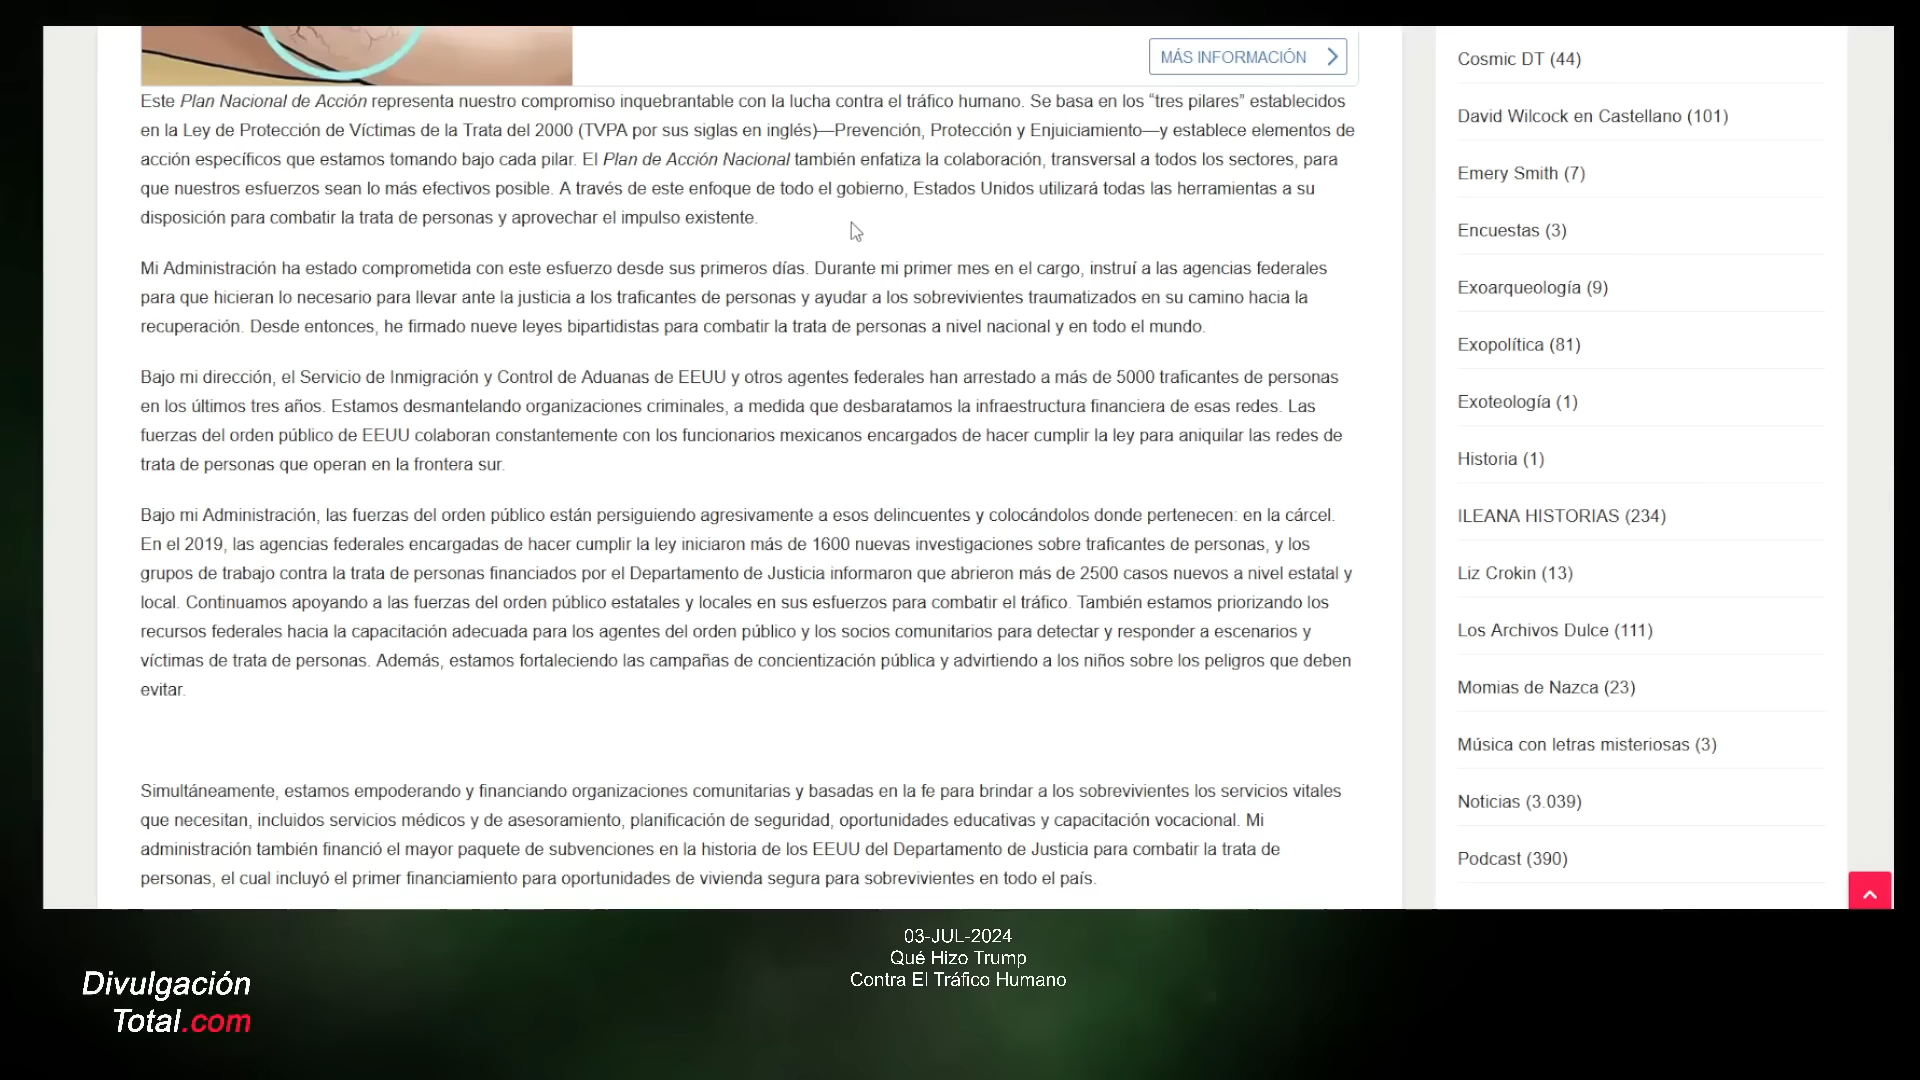 MÁS INFORMACIÓN
Este Plan Nacional de Acción representa nuestro compromiso inquebrantable con la lucha contra el tráfico humano. Se basa en los “tres pilares” establecidos
en la Ley de Protección de Víctimas de la Trata del 2000 (TVPA por sus siglas en inglés)—Prevención, Protección y Enjuiciamiento—y establece elementos de
acción específicos que estamos tomando bajo cada pilar. El Plan de Acción Nacional también enfatiza la colaboración, transversal a todos los sectores, para
que nuestros esfuerzos sean lo más efectivos posible. A través de este enfoque de todo el gobierno, Estados Unidos utilizará todas las herramientas a su
disposición para combatir la trata de personas y aprovechar el impulso existente.
Mi Administración ha estado comprometida con este esfuerzo desde sus primeros días. Durante mi primer mes en el cargo, instruí a las agencias federales
para que hicieran lo necesario para llevar ante la justicia a los traficantes de personas y ayudar a los sobrevivientes traumatizados en su camino hacia la
recuperación. Desde entonces, he firmado nueve leyes bipartidistas para combatir la trata de personas a nivel nacional y en todo el mundo.
Bajo mi dirección, el Servicio de Inmigración y Control de Aduanas de EEUU y otros agentes federales han arrestado a más de 5000 traficantes de personas
en los últimos tres años. Estamos desmantelando organizaciones criminales, a medida que desbaratamos la infraestructura financiera de esas redes. Las
fuerzas del orden público de EEUU colaboran constantemente con los funcionarios mexicanos encargados de hacer cumplir la ley para aniquilar las redes de
trata de personas que operan en la frontera sur.
Bajo mi Administración, las fuerzas del orden público están persiguiendo agresivamente a esos delincuentes y colocándolos donde pertenecen: en la cárcel.
En el 2019, las agencias federales encargadas de hacer cumplir la ley iniciaron más de 1600 nuevas investigaciones sobre traficantes de personas, y los
grupos de trabajo contra la trata de personas financiados por el Departamento de Justicia informaron que abrieron más de 2500 casos nuevos a nivel estatal y
local. Continuamos apoyando a las fuerzas del orden público estatales y locales en sus esfuerzos para combatir el tráfico. También estamos priorizando los
recursos federales hacia la capacitación adecuada para los agentes del orden público y los socios comunitarios para detectar y responder a escenarios y
víctimas de trata de personas. Además, estamos fortaleciendo las campañas de concientización pública y advirtiendo a los niños sobre los peligros que deben
evitar.
Simultáneamente, estamos empoderando y financiando organizaciones comunitarias y basadas en la fe para brindar a los sobrevivientes los servicios vitales
que necesitan, incluidos servicios médicos y de asesoramiento, planificación de seguridad, oportunidades educativas y capacitación vocacional. Mi
administración también financió el mayor paquete de subvenciones en la historia de los EEUU del Departamento de Justicia para combatir la trata de
personas, el cual incluyó el primer financiamiento para oportunidades de vivienda segura para sobrevivientes en todo el país.
Cosmic DT (44)
David Wilcock en Castellano (101)
Emery Smith (7)
Encuestas (3)
Exoarqueología (9)
Exopolítica (81)
Exoteología (1)
Historia (1)
ILEANA HISTORIAS (234)
Liz Crokin (13)
Los Archivos Dulce (111)
Momias de Nazca (23)
Música con letras misteriosas (3)
Noticias (3.039)
Podcast (390)
03-JUL-2024
Qué Hizo Trump
Contra El Tráfico Humano
Divulgación
Total.com